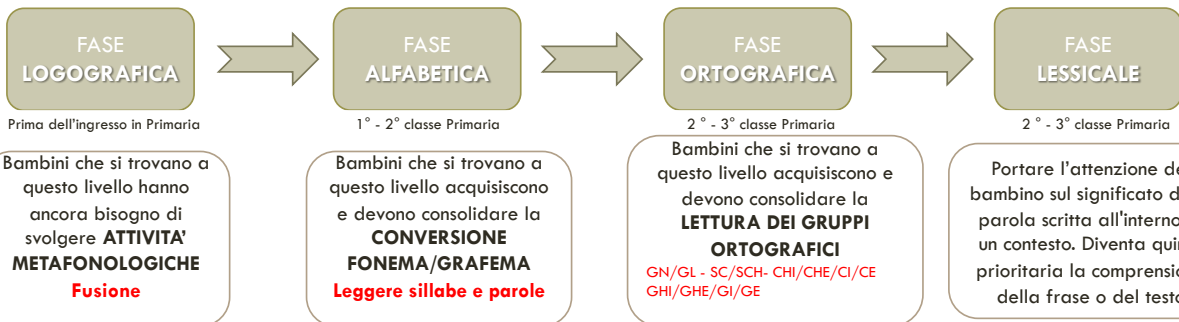 FASE
LOGOGRAFICA
Prima dell'ingresso in Primaria
Bambini che si trovano a
questo livello hanno
ancora bisogno di
svolgere ATTIVITA'
METAFONOLOGICHE
Fusione
FASE
ALFABETICA
1° - 2° classe Primaria
Bambini che si trovano a
questo livello acquisiscono
e devono consolidare la
CONVERSIONE
FONEMA/GRAFEMA
Leggere sillabe e parole
FASE
ORTOGRAFICA
2 ° - 3° classe Primaria
Bambini che si trovano a
questo livello acquisiscono e
devono consolidare la
LETTURA DEI GRUPPI
ORTOGRAFICI
GN/GL - SC/SCH- CHI/CHE/CI/CE
GHI/GHE/GI/GE
FASE
LESSICALE
2 ° - 3° classe Primaria
Portare l'attenzione
bambino sul significato
parola scritta all'interno
un contesto. Diventa
prioritaria la
della frase o del